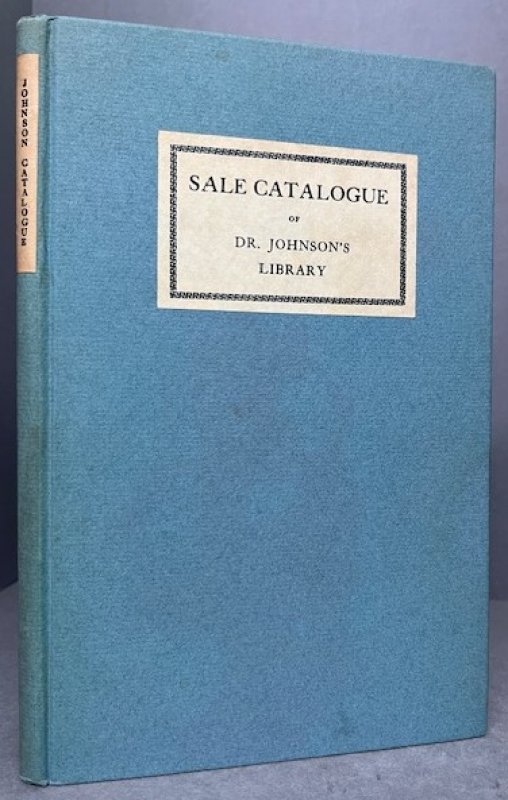 JOHNSON CATALOGUE
SALE CATALOGUE
OF
DR. JOHNSON'S
LIBRARY